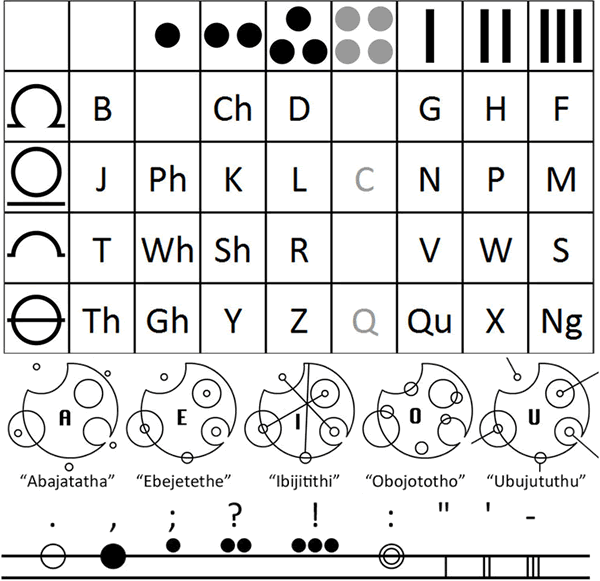 B Ch D G H F
J Ph K L C N P M
T Wh Sh R V W S
Th Gh Y Z Q Qu X Ng
A E I O U
“Abajatatha” “Ebejetethe” “Ibijitithi” “Obojototho” “Ubujututhu”
. , ; ? ! : " ' -